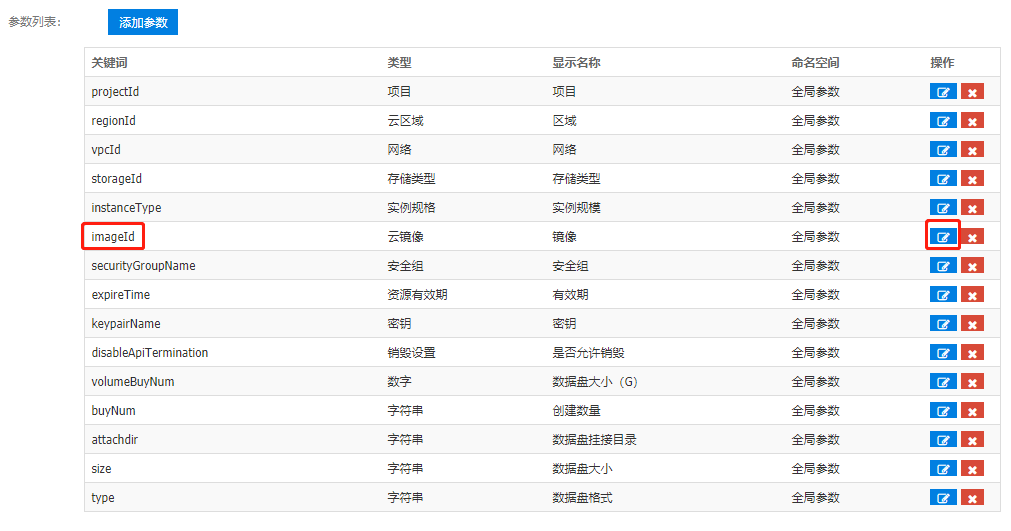 参数列表：
添加参数
关键词 类型 显示名称 命名空间 操作
projectId 项目 项目 全局参数
regionId 云区域 区域 全局参数
vpcId 网络 网络 全局参数
storageId 存储类型 存储类型 全局参数
instanceType 实例规格 实例规模 全局参数
imageId 云镜像 镜像 全局参数
securityGroupName 安全组 安全组 全局参数
expireTime 资源有效期 有效期 全局参数
keypairName 密钥 密钥 全局参数
disableApiTermination 销毁设置 是否允许销毁 全局参数
volumeBuyNum 数字 数据盘大小（G） 全局参数
buyNum 字符串 创建数量 全局参数
attachdir 字符串 数据盘挂接目录 全局参数
size 字符串 数据盘大小 全局参数
type 字符串 数据盘格式 全局参数